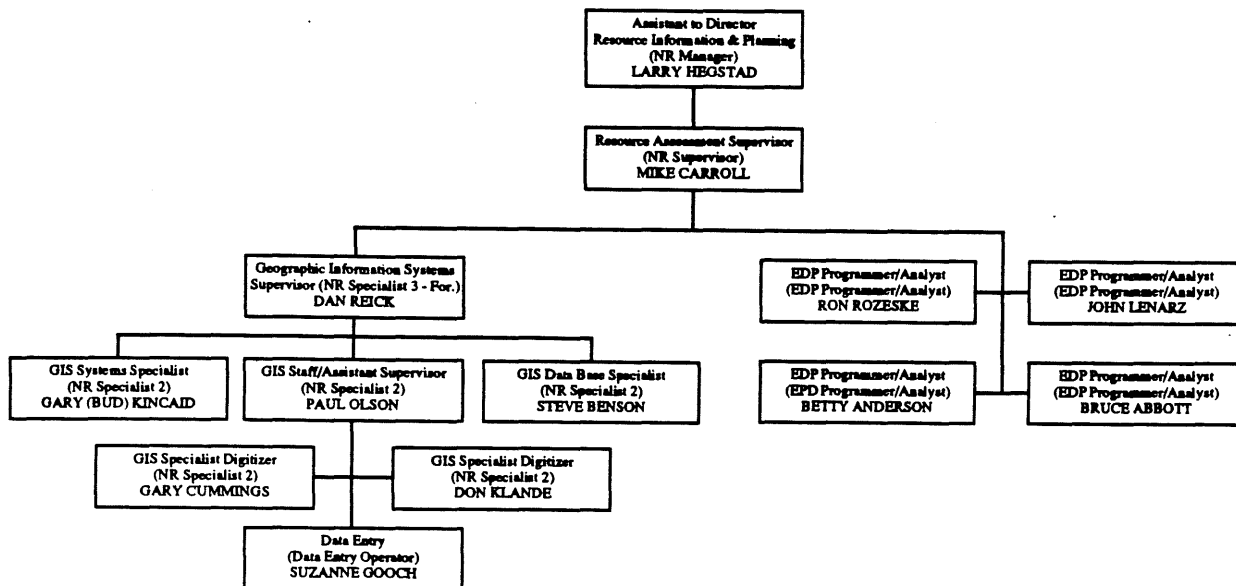 Assistant to Director
Resource Information & Planning
(NR Manager)
LARRY HEGSTAD
Resource Assessment Supervisor
(NR Supervisor)
MIKE CARROLL
Geographic Information Systems
Supervisor (NR Specialist 3 - For.)
DAN REICK
EDP Programmer/Analyst
(EDP Programmer/Analyst)
RON ROZESKE
EDP Programmer/Analyst
(EDP Programmer/Analyst)
JOHN LENARZ
GIS Systems Specialist
(NR Specialist 2)
GARY (BUD) KINCAID
GIS Staff/Assistant Supervisor
(NR Specialist 2)
PAUL OLSON
GIS Data Base Specialist
(NR Specialist 2)
STEVE BENSON
EDP Programmer/Analyst
(EPD Programmer/Analyst)
BETTY ANDERSON
EDP Programmer/Analyst
(EDP Programmer/Analyst)
BRUCE ABBOTT
GIS Specialist Digitizer
(NR Specialist 2)
GARY CUMMINGS
GIS Specialist Digitizer
(NR Specialist 2)
DON KLANDE
Data Entry
(Data Entry Operator)
SUZANNE GOOCH